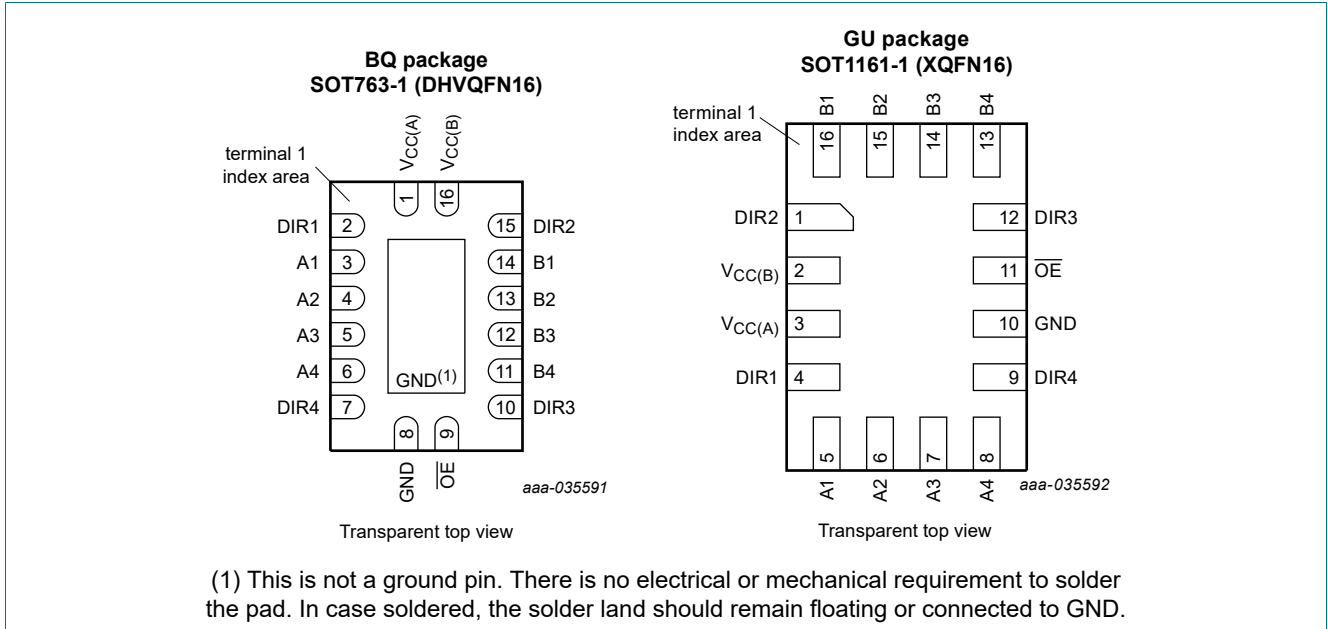 BQ package
SOT763-1 (DHVQFN16)
terminal 1
index area
VCC(A)
VCC(B)
1
16
DIR1 2
15 DIR2
A1 3
14 B1
A2 4
13 B2
A3 5
12 B3
A4 6
11 B4
GND(1)
DIR4 7
10 DIR3
8
9
GND
OE
aaa-035591
Transparent top view
GU package
SOT1161-1 (XQFN16)
terminal 1
index area
B1
B2
B3
B4
16
15
14
13
DIR2 1
12 DIR3
VCC(B) 2
11 OE
VCC(A) 3
10 GND
DIR1 4
9 DIR4
5
6
7
8
A1
A2
A3
A4
aaa-035592
Transparent top view
(1) This is not a ground pin. There is no electrical or mechanical requirement to solder
the pad. In case soldered, the solder land should remain floating or connected to GND.